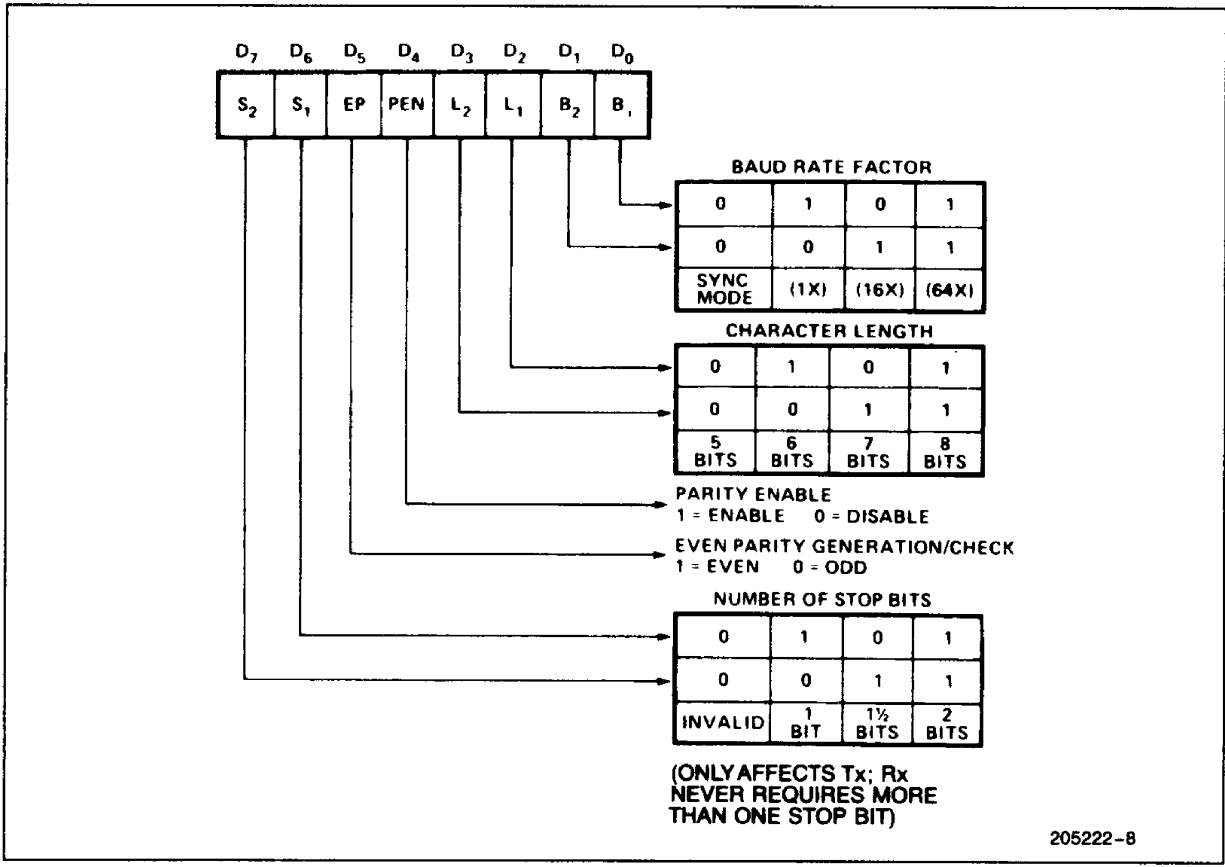 D7 D6 D5 D4 D3 D2 D1 D0
S2 S1 EP PEN L2 L1 B2 B1
BAUD RATE FACTOR
0 1 0 1
0 0 1 1
SYNC MODE (1X) (16X) (64X)
CHARACTER LENGTH
0 1 0 1
0 0 1 1
5 BITS 6 BITS 7 BITS 8 BITS
PARITY ENABLE
1 = ENABLE 0 = DISABLE
EVEN PARITY GENERATION/CHECK
1 = EVEN 0 = ODD
NUMBER OF STOP BITS
0 1 0 1
0 0 1 1
INVALID 1 BIT 1½ BITS 2 BITS
(ONLY AFFECTS Tx; Rx
NEVER REQUIRES MORE
THAN ONE STOP BIT)
205222-8